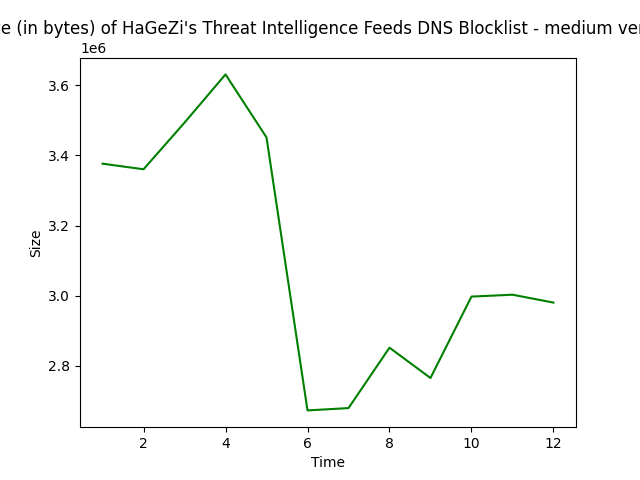 e (in bytes) of HaGeZi's Threat Intelligence Feeds DNS Blocklist - medium ver
1e6
3.6
3.4
3.2
3.0
2.8
Size
2 4 6 8 10 12
Time